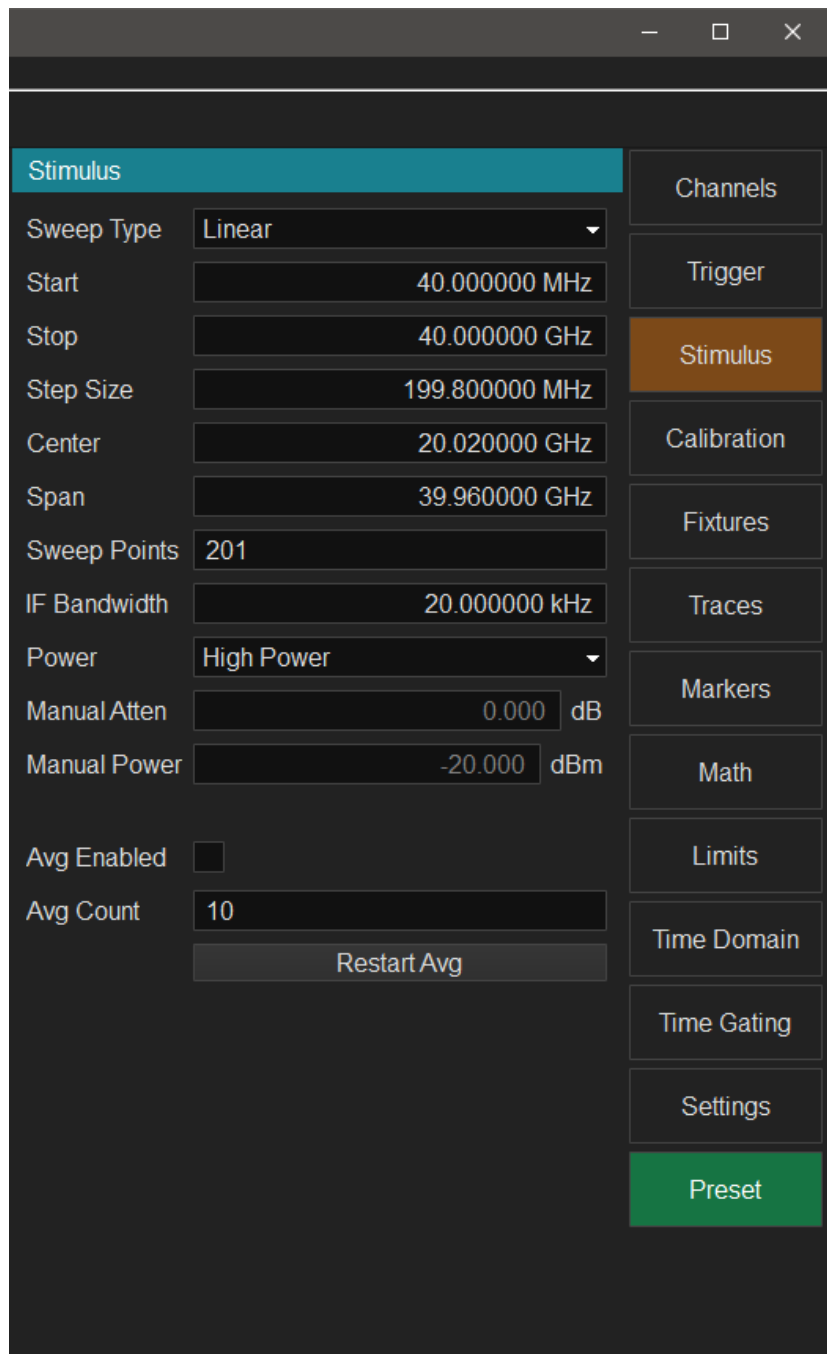 Stimulus
Sweep Type Linear
Start 40.000000 MHz
Stop 40.000000 GHz
Step Size 199.800000 MHz
Center 20.020000 GHz
Span 39.960000 GHz
Sweep Points 201
IF Bandwidth 20.000000 kHz
Power High Power
Manual Atten 0.000 dB
Manual Power -20.000 dBm
Avg Enabled
Avg Count 10
Restart Avg
Channels
Trigger
Stimulus
Calibration
Fixtures
Traces
Markers
Math
Limits
Time Domain
Time Gating
Settings
Preset